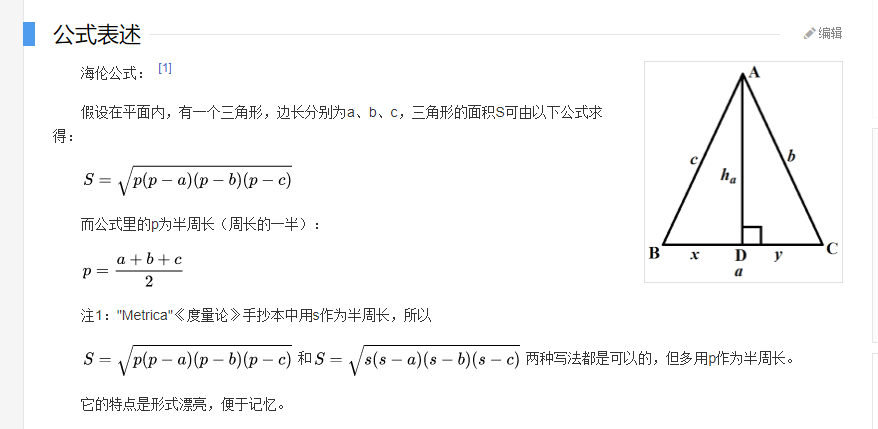 公式表述
编辑
海伦公式： [1]
假设在平面内，有一个三角形，边长分别为a、b、c，三角形的面积S可由以下公式求
得：
S = √p(p − a)(p − b)(p − c)
而公式里的p为半周长（周长的一半）：
p = (a + b + c) / 2
注1："Metrica"《度量论》手抄本中用s作为半周长，所以
S = √p(p − a)(p − b)(p − c) 和 S = √s(s − a)(s − b)(s − c) 两种写法都是可以的，但多用p作为半周长。
它的特点是形式漂亮，便于记忆。
A
c b
hₐ
B x D y C
a